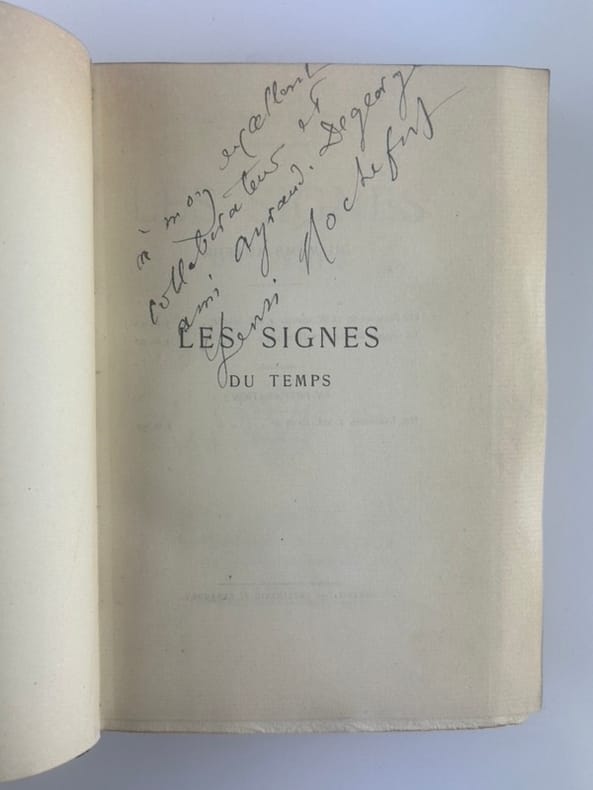 à mon excellent
collaborateur et
ami Ayraud. Degeorge
Henri Rochefort
LES SIGNES
DU TEMPS